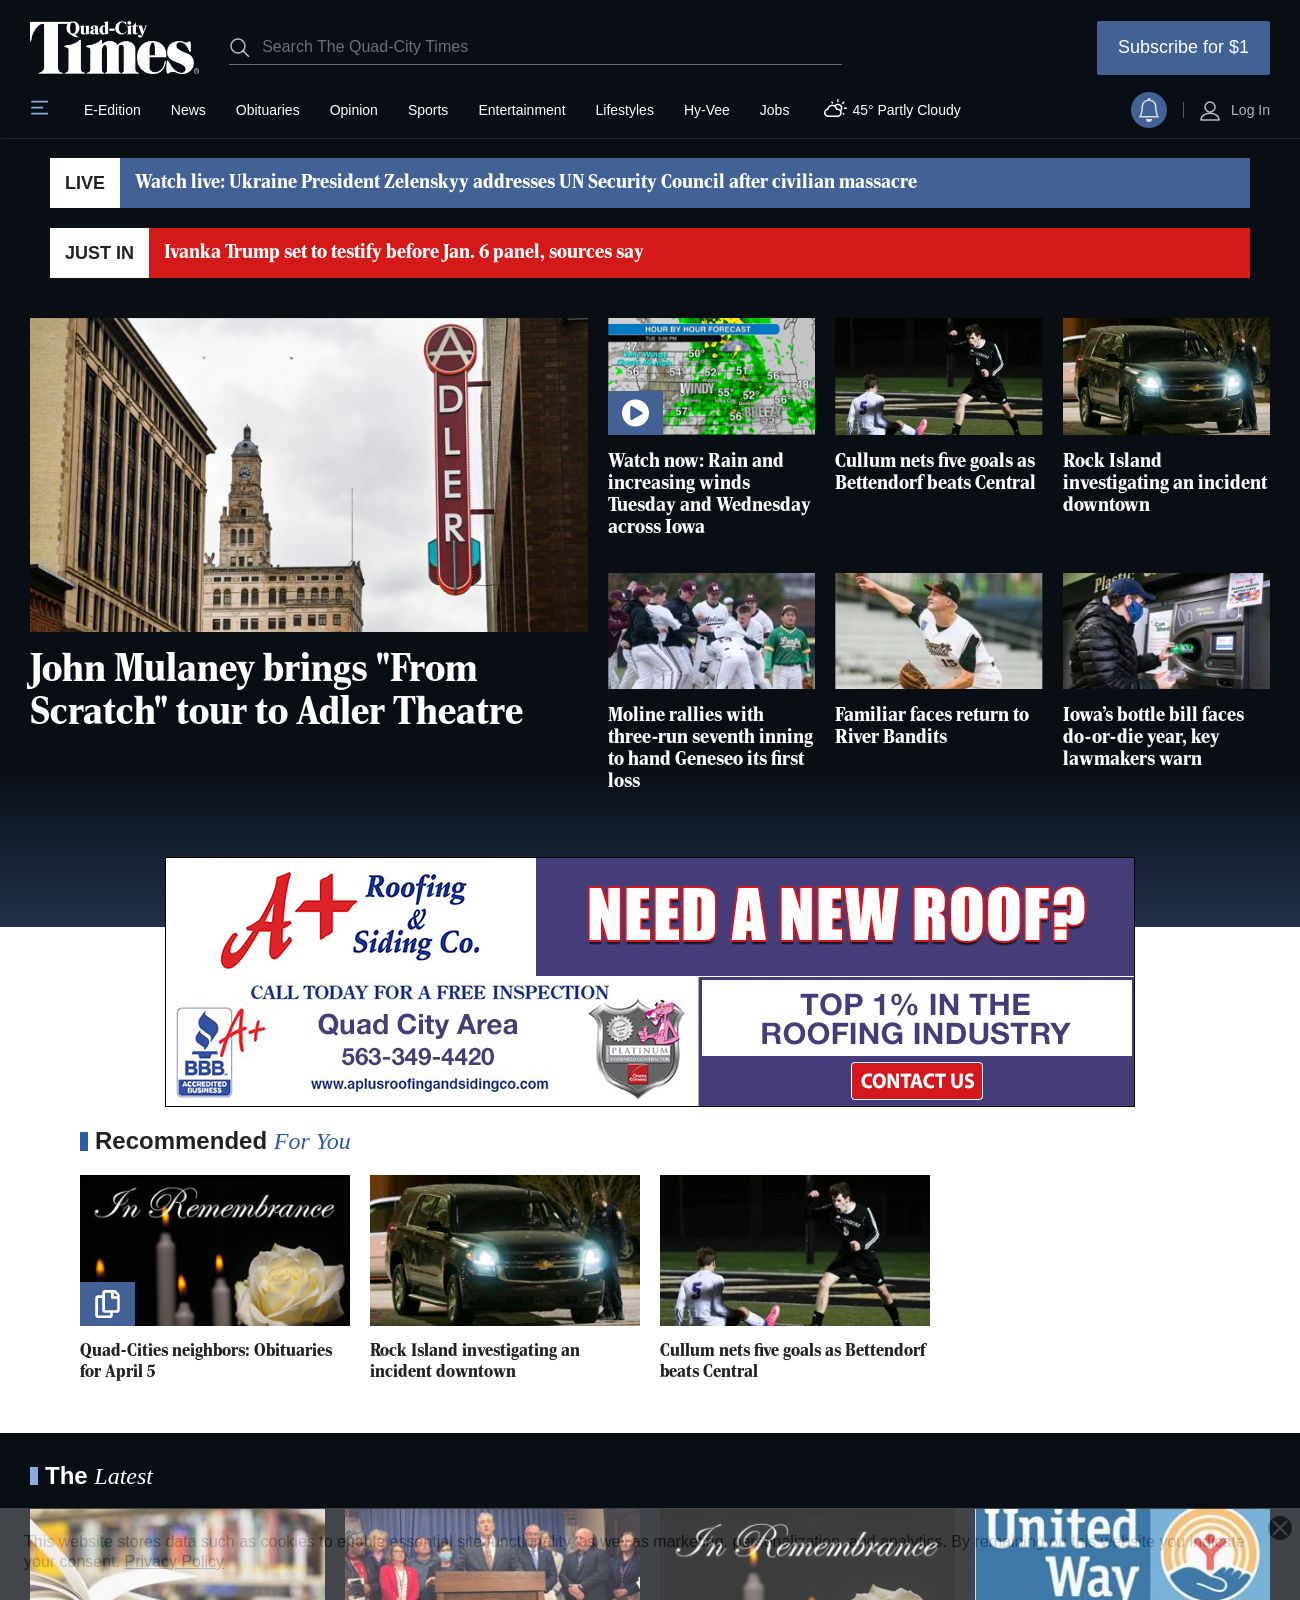 Quad-City
Times
Search The Quad-City Times
Subscribe for $1
E-Edition
News
Obituaries
Opinion
Sports
Entertainment
Lifestyles
Hy-Vee
Jobs
45° Partly Cloudy
Log In
LIVE
Watch live: Ukraine President Zelenskyy addresses UN Security Council after civilian massacre
JUST IN
Ivanka Trump set to testify before Jan. 6 panel, sources say
ADLER
John Mulaney brings "From
Scratch" tour to Adler Theatre
HOUR BY HOUR FORECAST
TUE 5:00 PM
WINDY
BREEZY
Watch now: Rain and
increasing winds
Tuesday and Wednesday
across Iowa
5
Cullum nets five goals as
Bettendorf beats Central
Rock Island
investigating an incident
downtown
Moline rallies with
three-run seventh inning
to hand Geneseo its first
loss
15
Familiar faces return to
River Bandits
Plastic
Iowa’s bottle bill faces
do-or-die year, key
lawmakers warn
A+ Roofing
&
Siding Co.
NEED A NEW ROOF?
CALL TODAY FOR A FREE INSPECTION
Quad City Area
563-349-4420
www.aplusroofingandsidingco.com
A+
BBB
ACCREDITED
BUSINESS
PLATINUM
TOP 1% IN THE
ROOFING INDUSTRY
CONTACT US
Recommended For You
In Remembrance
Quad-Cities neighbors: Obituaries
for April 5
Rock Island investigating an
incident downtown
5
Cullum nets five goals as Bettendorf
beats Central
The Latest
In Remembrance
United
Way
This website stores data such as cookies to enable essential site functionality, as well as marketing, personalization, and analytics. By remaining on this website you indicate
your consent. Privacy Policy